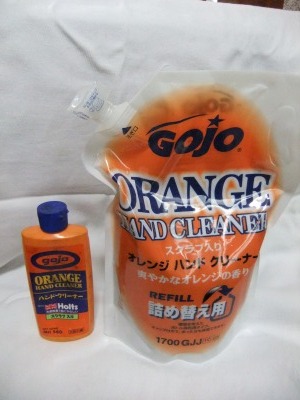 GOJO
ORANGE
HAND CLEANER
スクラブ入り
オレンジ ハンド クリーナー
爽やかなオレンジの香り
REFILL
詰め替え用
1700GJJ
GOJO
ORANGE
HAND CLEANER
ハンドクリーナー
Holts